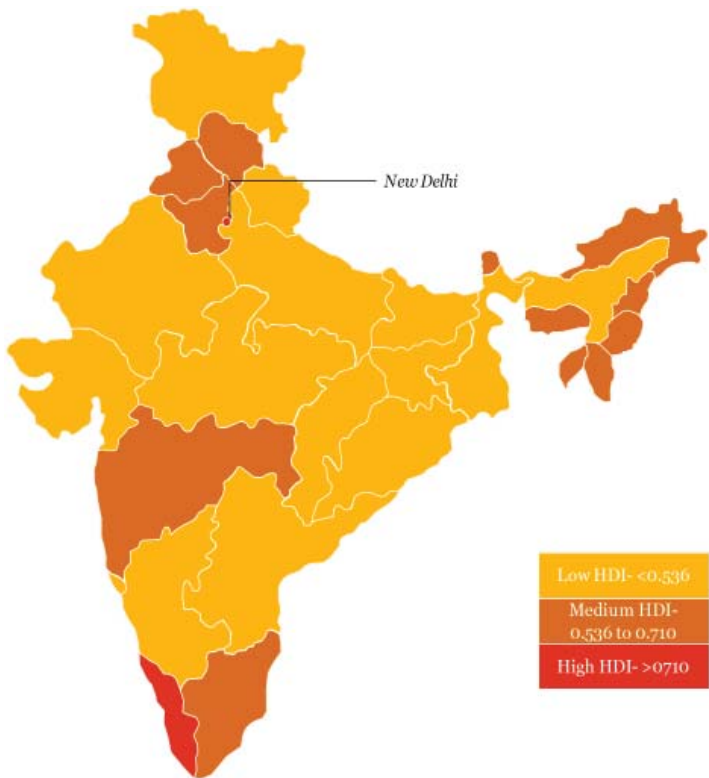 New Delhi
Low HDI- <0.536
Medium HDI-
0.536 to 0.710
High HDI- >0710